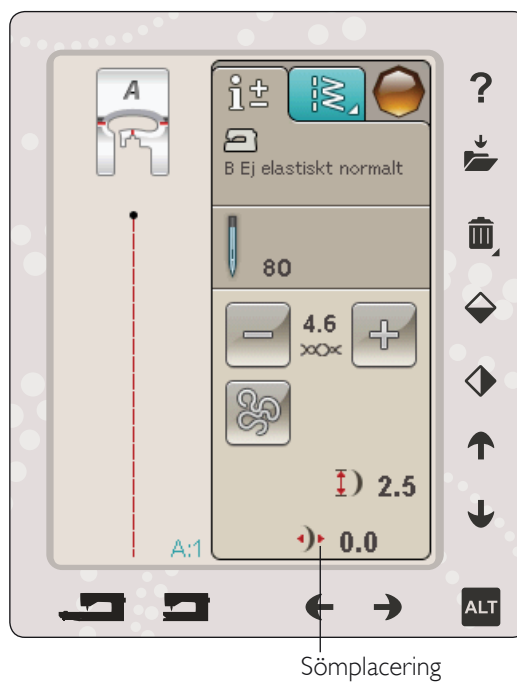 A
i±
B Ej elastiskt normalt
80
4.6
2.5
0.0
A:1
?
ALT
Sömplacering